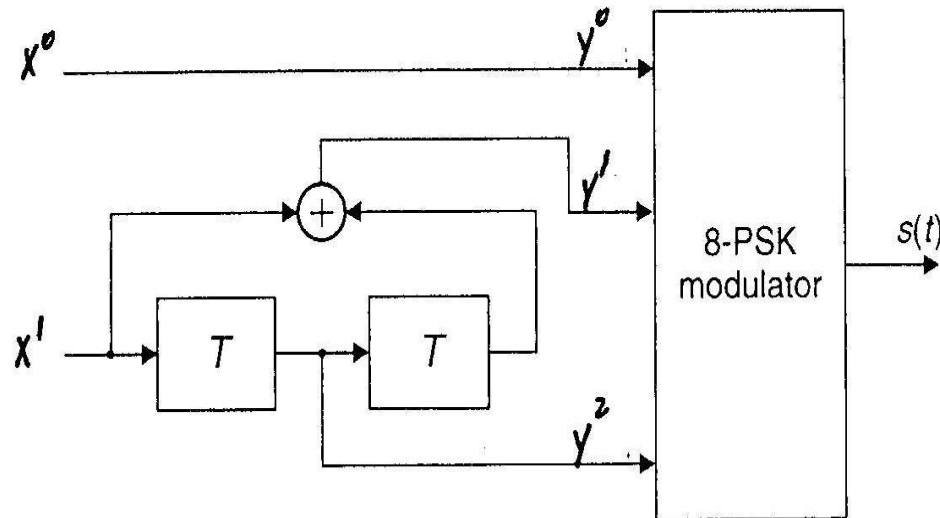 x⁰
y⁰
+
y¹
8-PSK
modulator
s(t)
x¹
T
T
y²